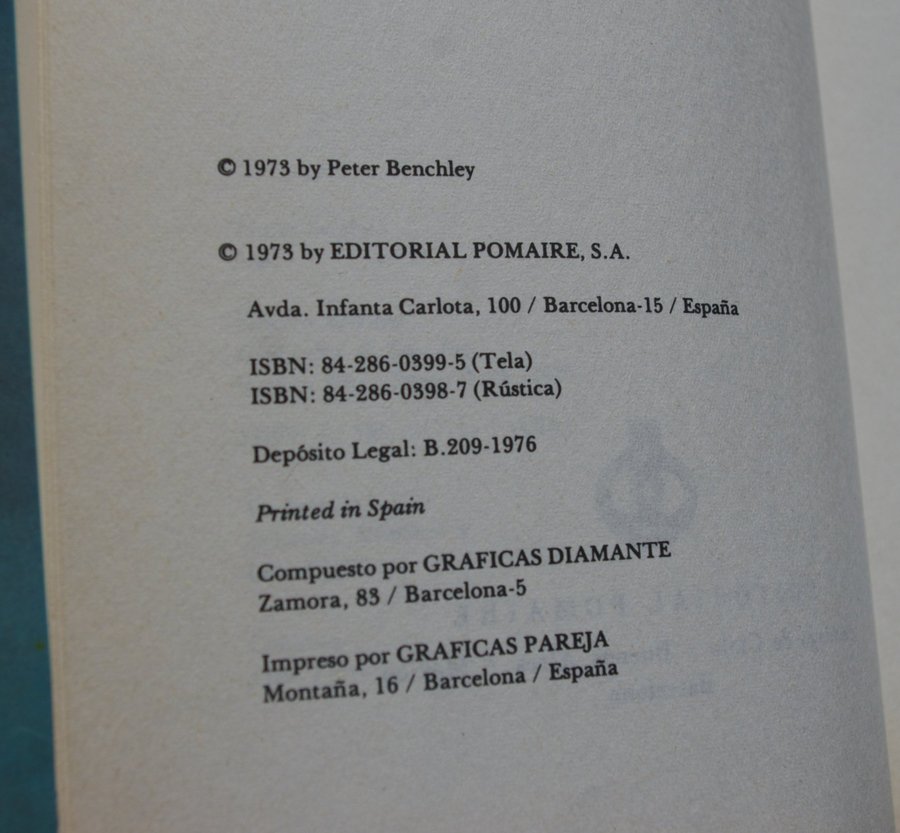 © 1973 by Peter Benchley
© 1973 by EDITORIAL POMAIRE, S.A.
Avda. Infanta Carlota, 100 / Barcelona-15 / España
ISBN: 84-286-0399-5 (Tela)
ISBN: 84-286-0398-7 (Rústica)
Depósito Legal: B.209-1976
Printed in Spain
Compuesto por GRAFICAS DIAMANTE
Zamora, 83 / Barcelona-5
Impreso por GRAFICAS PAREJA
Montaña, 16 / Barcelona / España